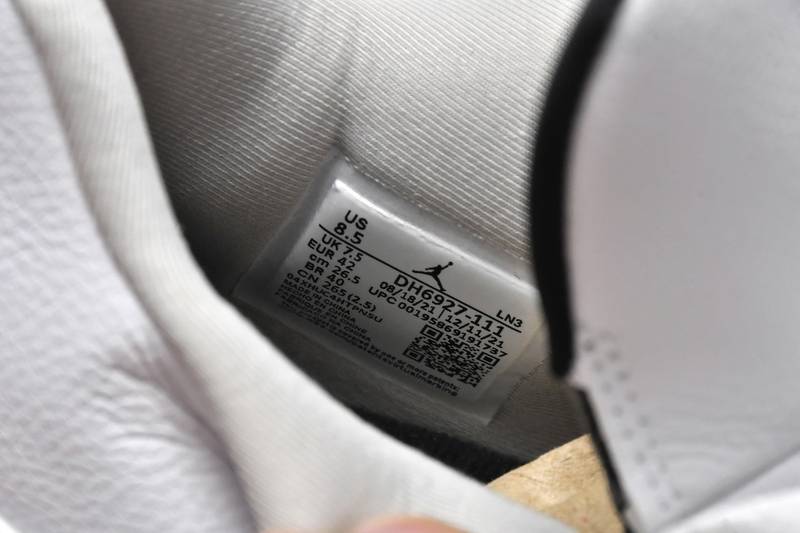 US
8.5
UK 7.5
EUR 42
cm 26.5
BR 40
CN 265(2.5)
LN3
DH6927-111
08/18/21 12/11/21
UPC 00195869191737
MADE IN CHINA